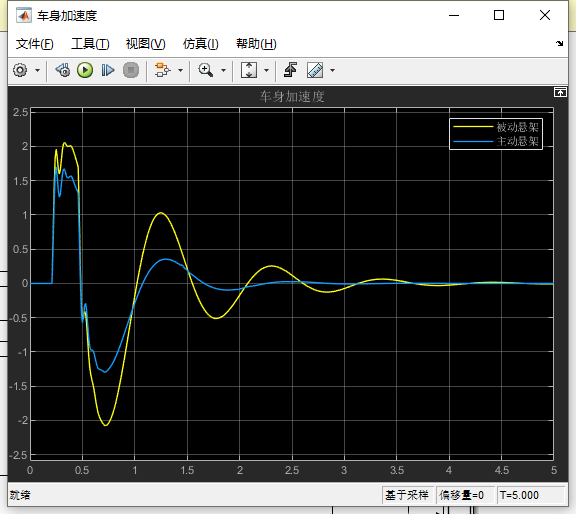 车身加速度
文件(F) 工具(T) 视图(V) 仿真(I) 帮助(H)
车身加速度
被动悬架
主动悬架
2.5
2
1.5
1
0.5
0
-0.5
-1
-1.5
-2
-2.5
0 0.5 1 1.5 2 2.5 3 3.5 4 4.5 5
就绪 基于采样 偏移量=0 T=5.000